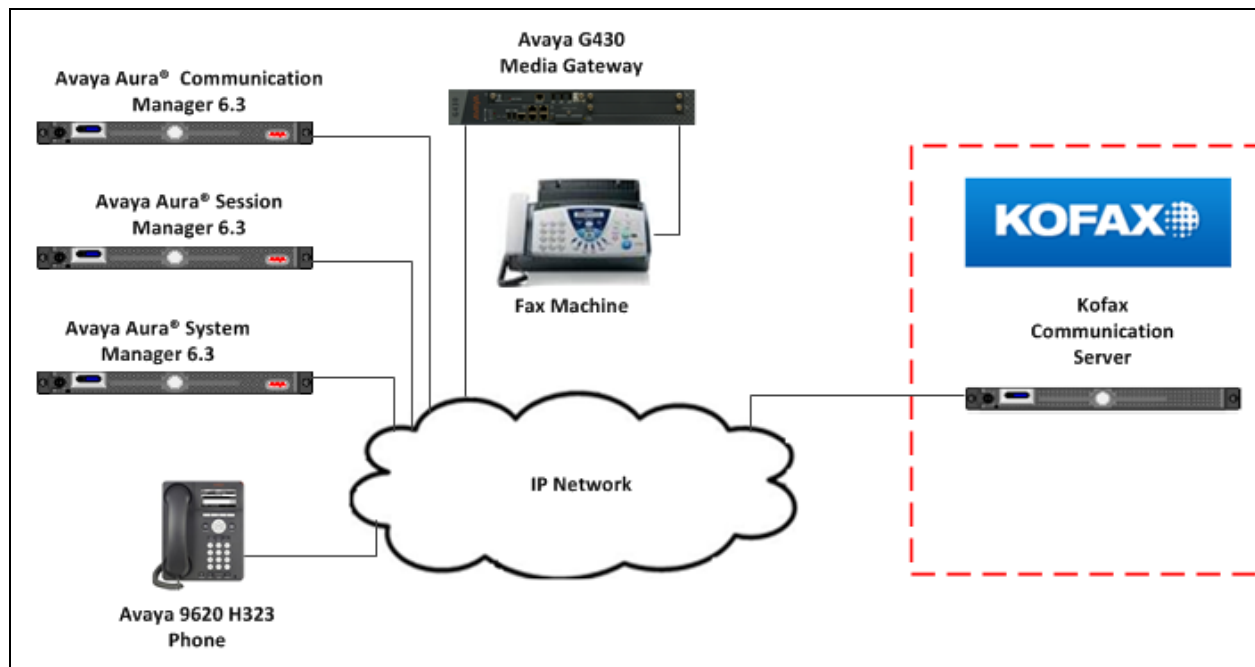 Avaya Aura® Communication
Manager 6.3
Avaya Aura® Session
Manager 6.3
Avaya Aura® System
Manager 6.3
Avaya 9620 H323
Phone
Avaya G430
Media Gateway
Fax Machine
IP Network
KOFAX
Kofax
Communication
Server